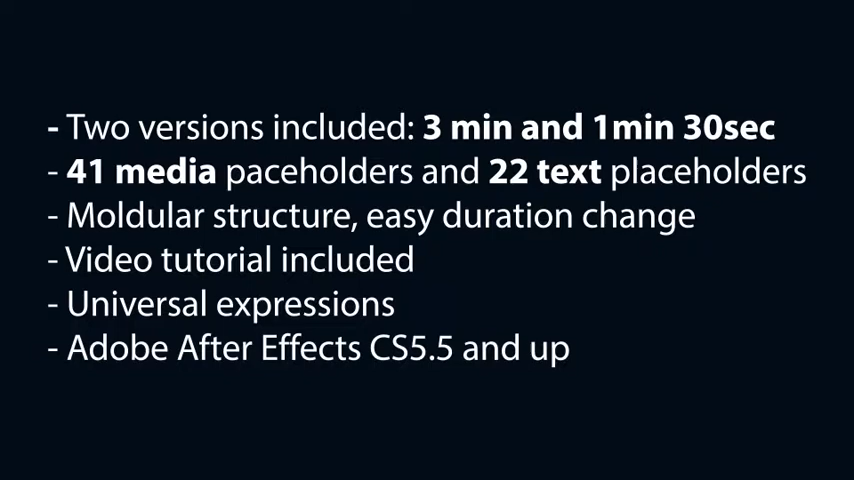 - Two versions included: 3 min and 1min 30sec
- 41 media paceholders and 22 text placeholders
- Moldular structure, easy duration change
- Video tutorial included
- Universal expressions
- Adobe After Effects CS5.5 and up